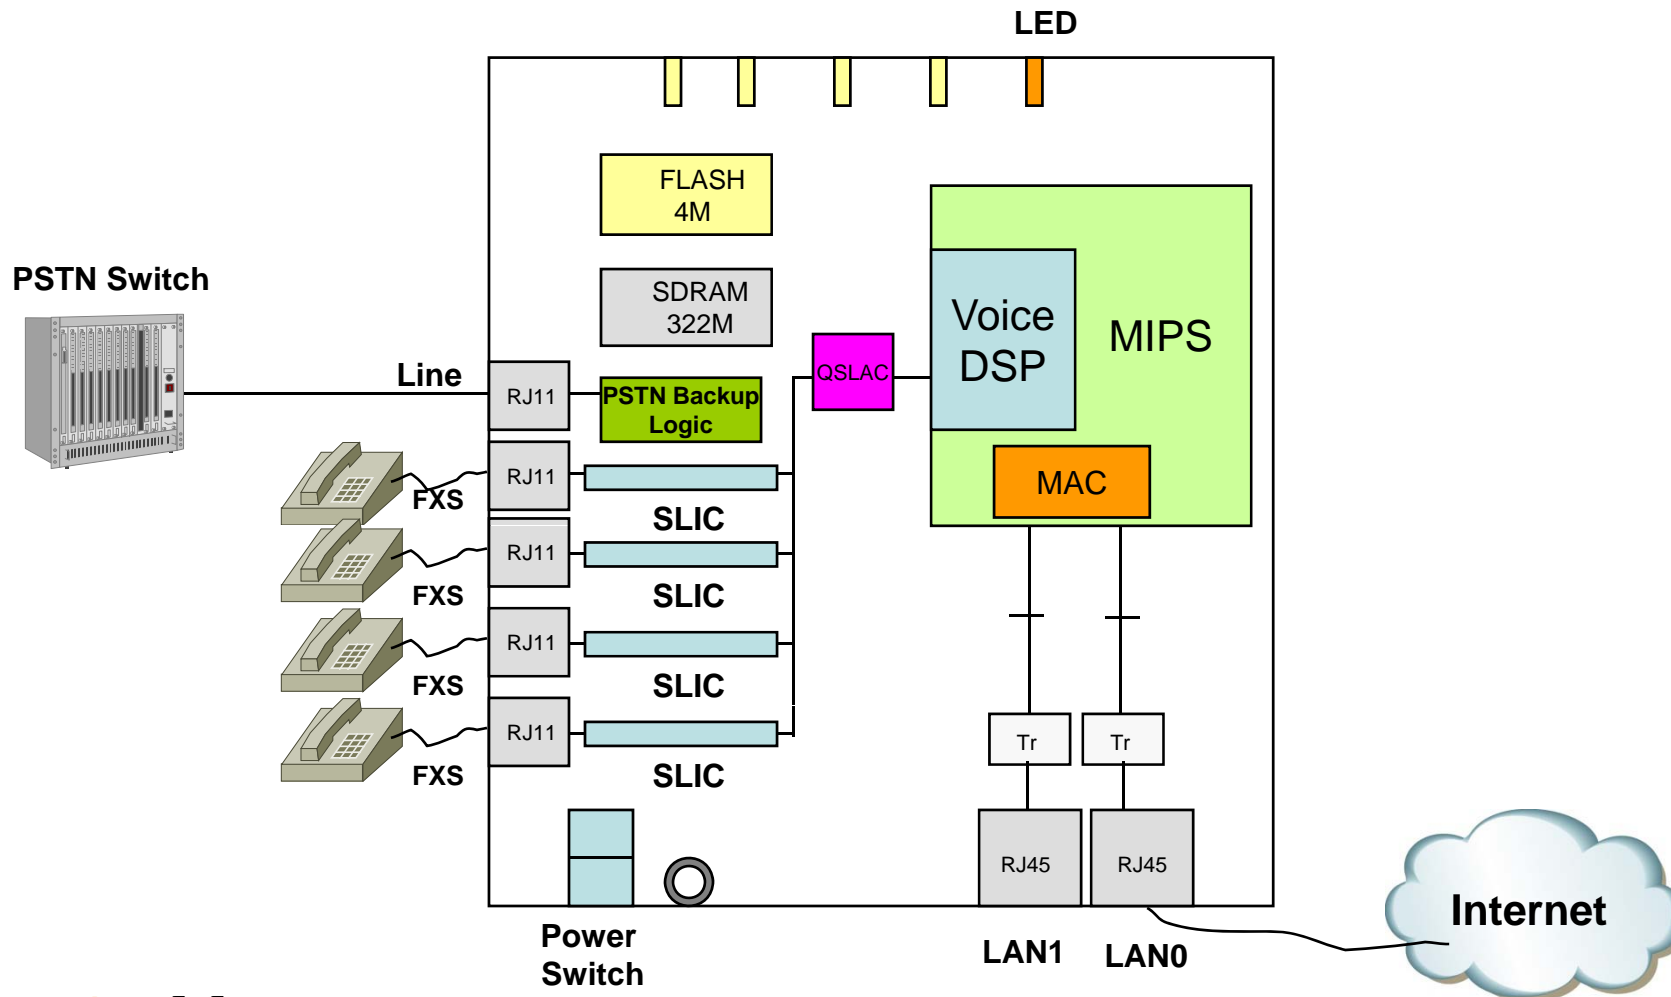 LED
FLASH
4M
PSTN Switch
SDRAM
322M
Voice
DSP
MIPS
QSLAC
Line
RJ11
PSTN Backup
Logic
RJ11
FXS
SLIC
MAC
RJ11
FXS
SLIC
RJ11
FXS
SLIC
RJ11
FXS
SLIC
Tr
Tr
RJ45
RJ45
Internet
Power
Switch
LAN1
LAN0